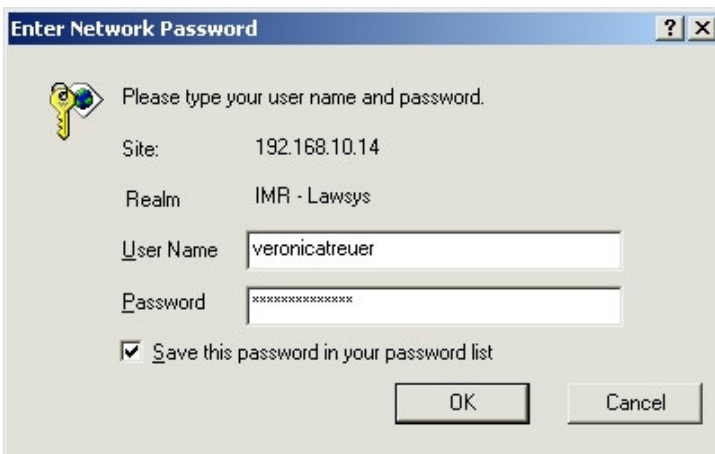 Enter Network Password
Please type your user name and password.
Site: 192.168.10.14
Realm IMR - Lawsys
User Name veronicatreuer
Password xxxxxxxxxxxxxx
Save this password in your password list
OK Cancel